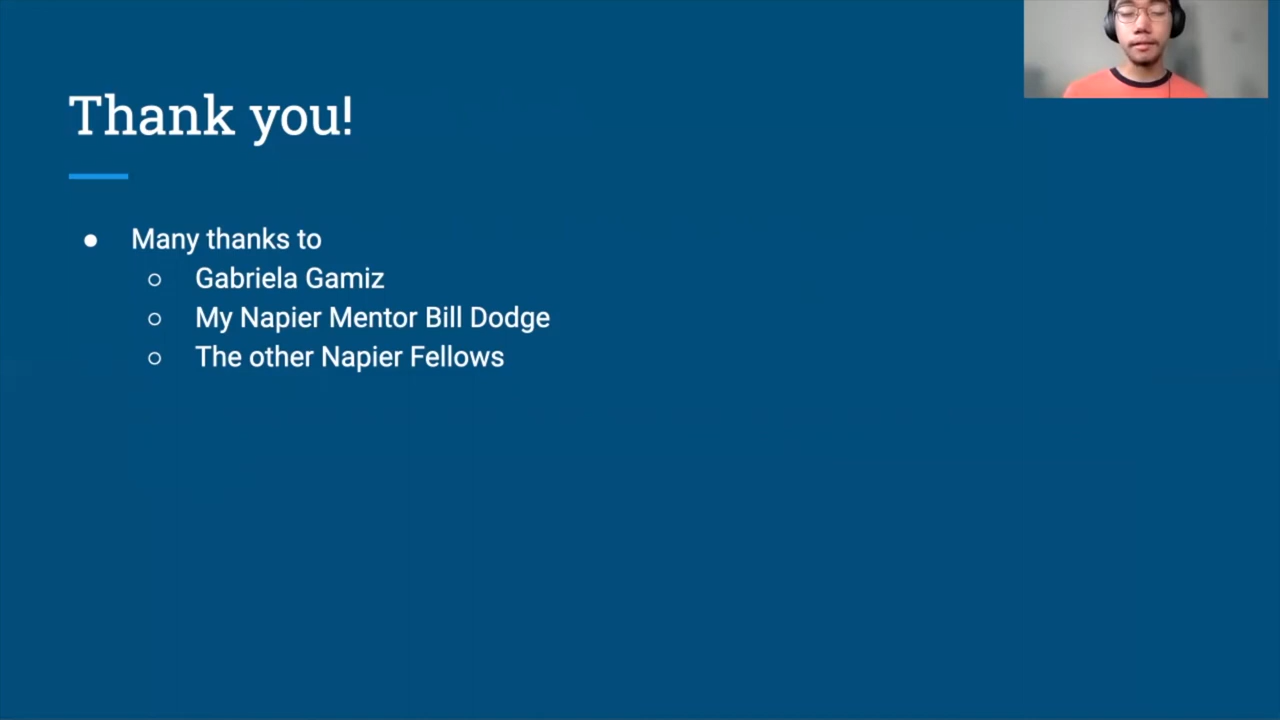 Thank you!
● Many thanks to
○ Gabriela Gamiz
○ My Napier Mentor Bill Dodge
○ The other Napier Fellows